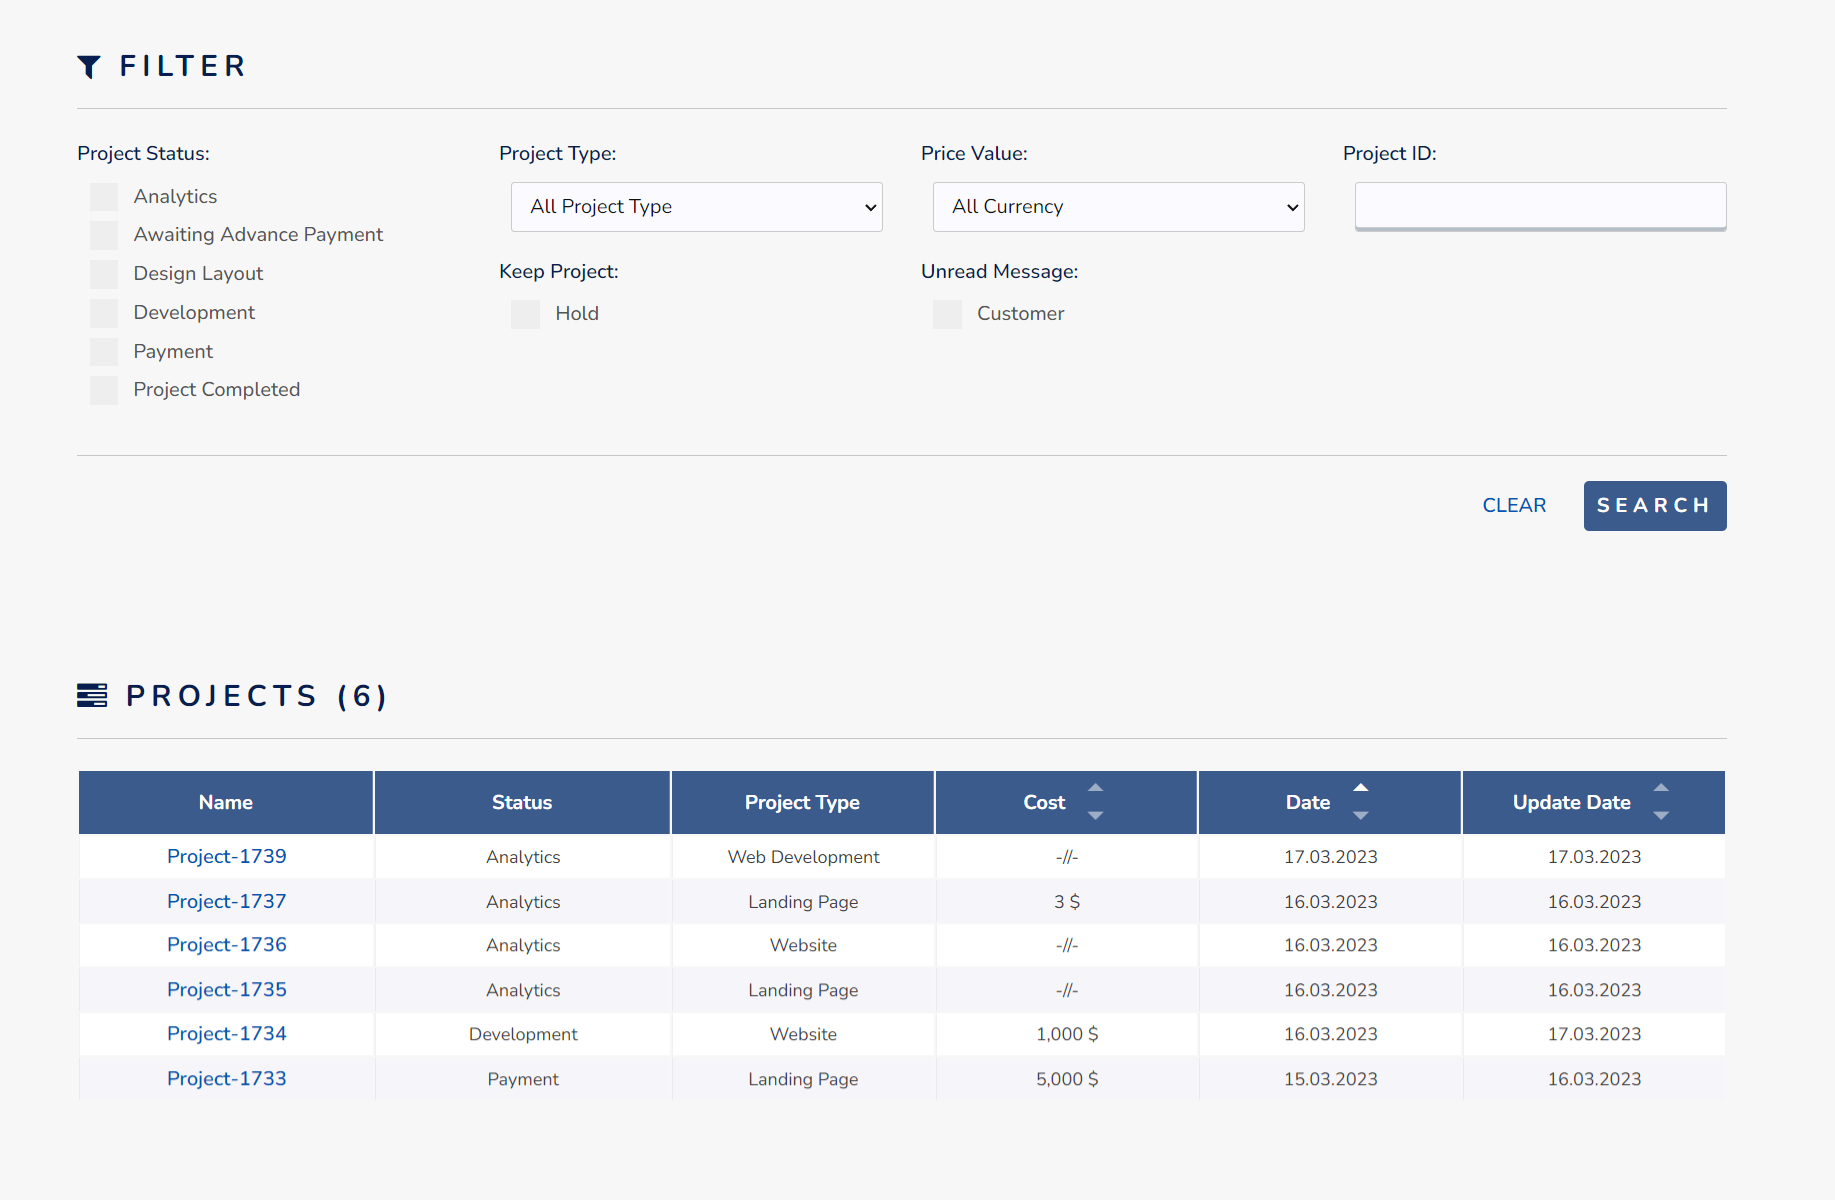 FILTER
Project Status:
Analytics
Awaiting Advance Payment
Design Layout
Development
Payment
Project Completed
Project Type:
All Project Type
Keep Project:
Hold
Price Value:
All Currency
Unread Message:
Customer
Project ID:
CLEAR SEARCH
PROJECTS (6)
Name Status Project Type Cost Date Update Date
Project-1739 Analytics Web Development -//- 17.03.2023 17.03.2023
Project-1737 Analytics Landing Page 3 $ 16.03.2023 16.03.2023
Project-1736 Analytics Website -//- 16.03.2023 16.03.2023
Project-1735 Analytics Landing Page -//- 16.03.2023 16.03.2023
Project-1734 Development Website 1,000 $ 16.03.2023 17.03.2023
Project-1733 Payment Landing Page 5,000 $ 15.03.2023 16.03.2023